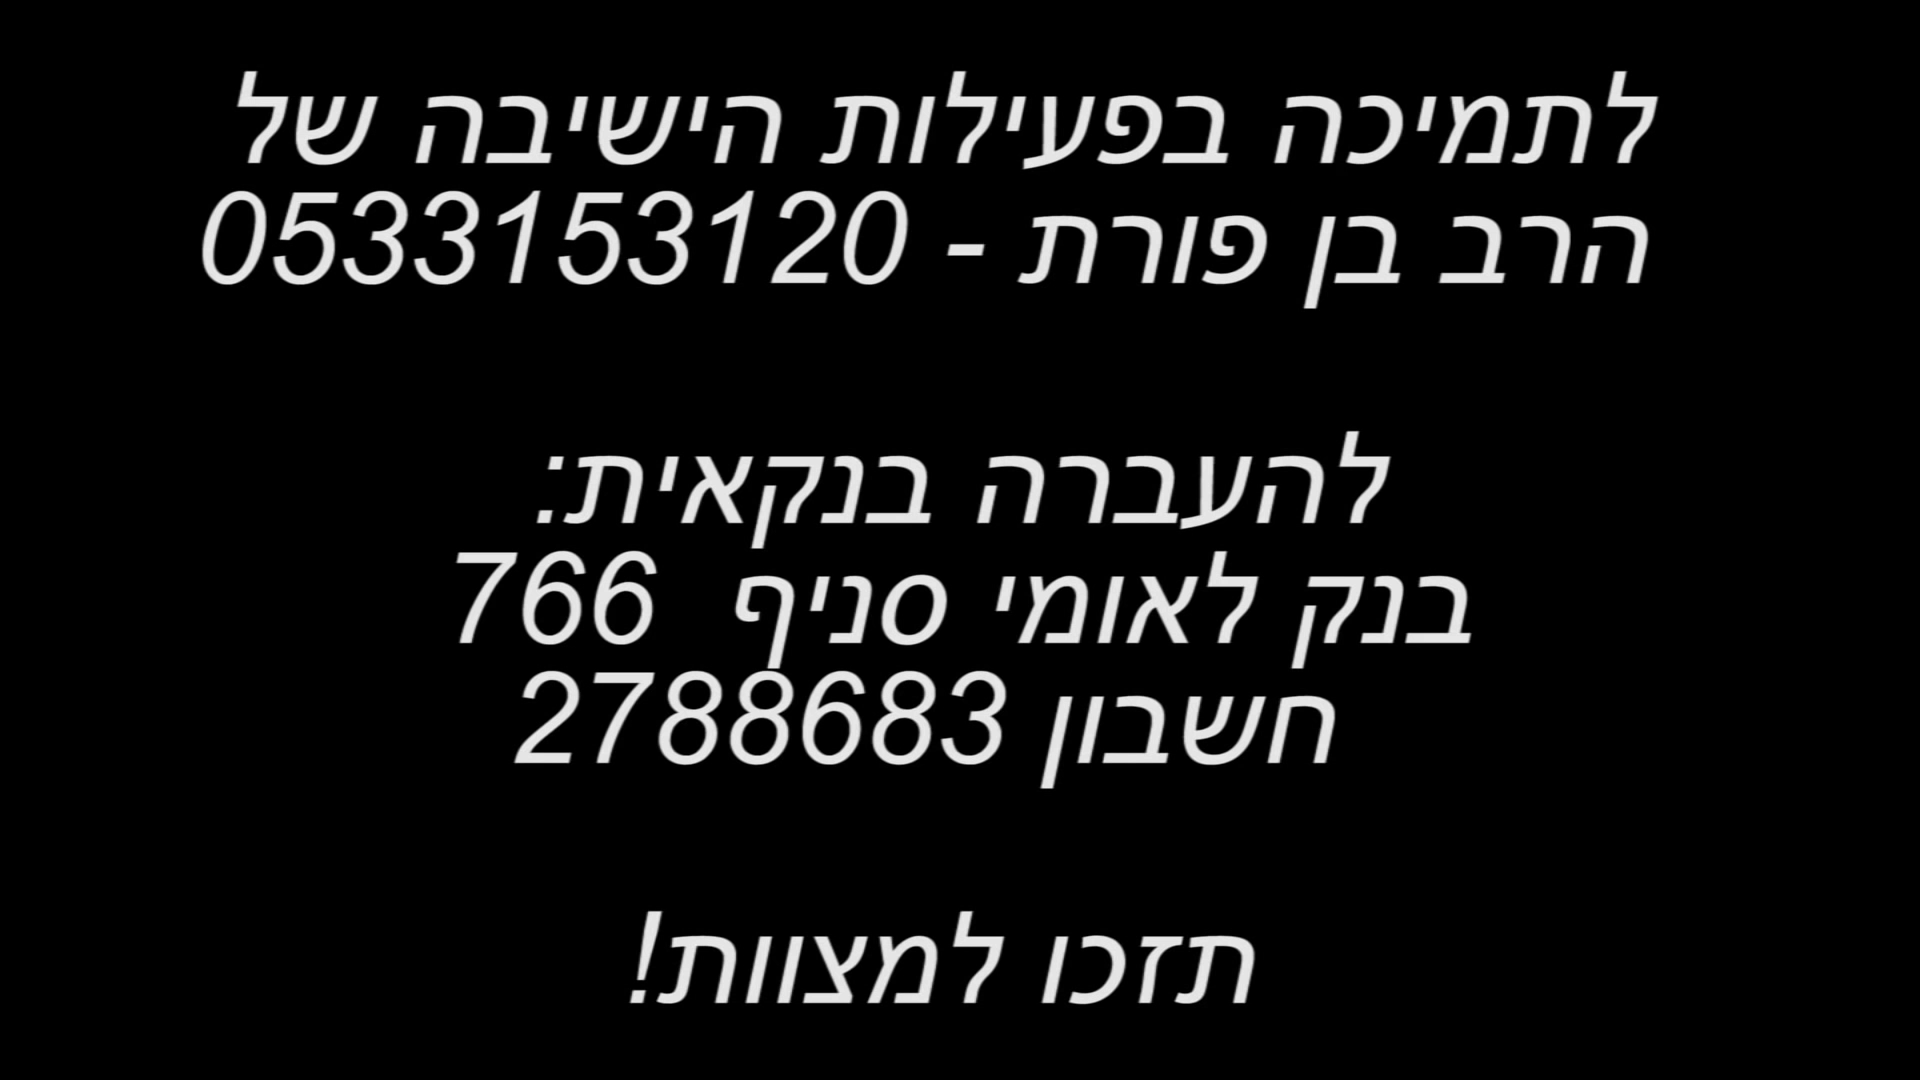 לתמיכה בפעילות הישיבה של
הרב בן פורת - 0533153120
להעברה בנקאית:
בנק לאומי סניף 766
חשבון 2788683
תזכו למצוות!